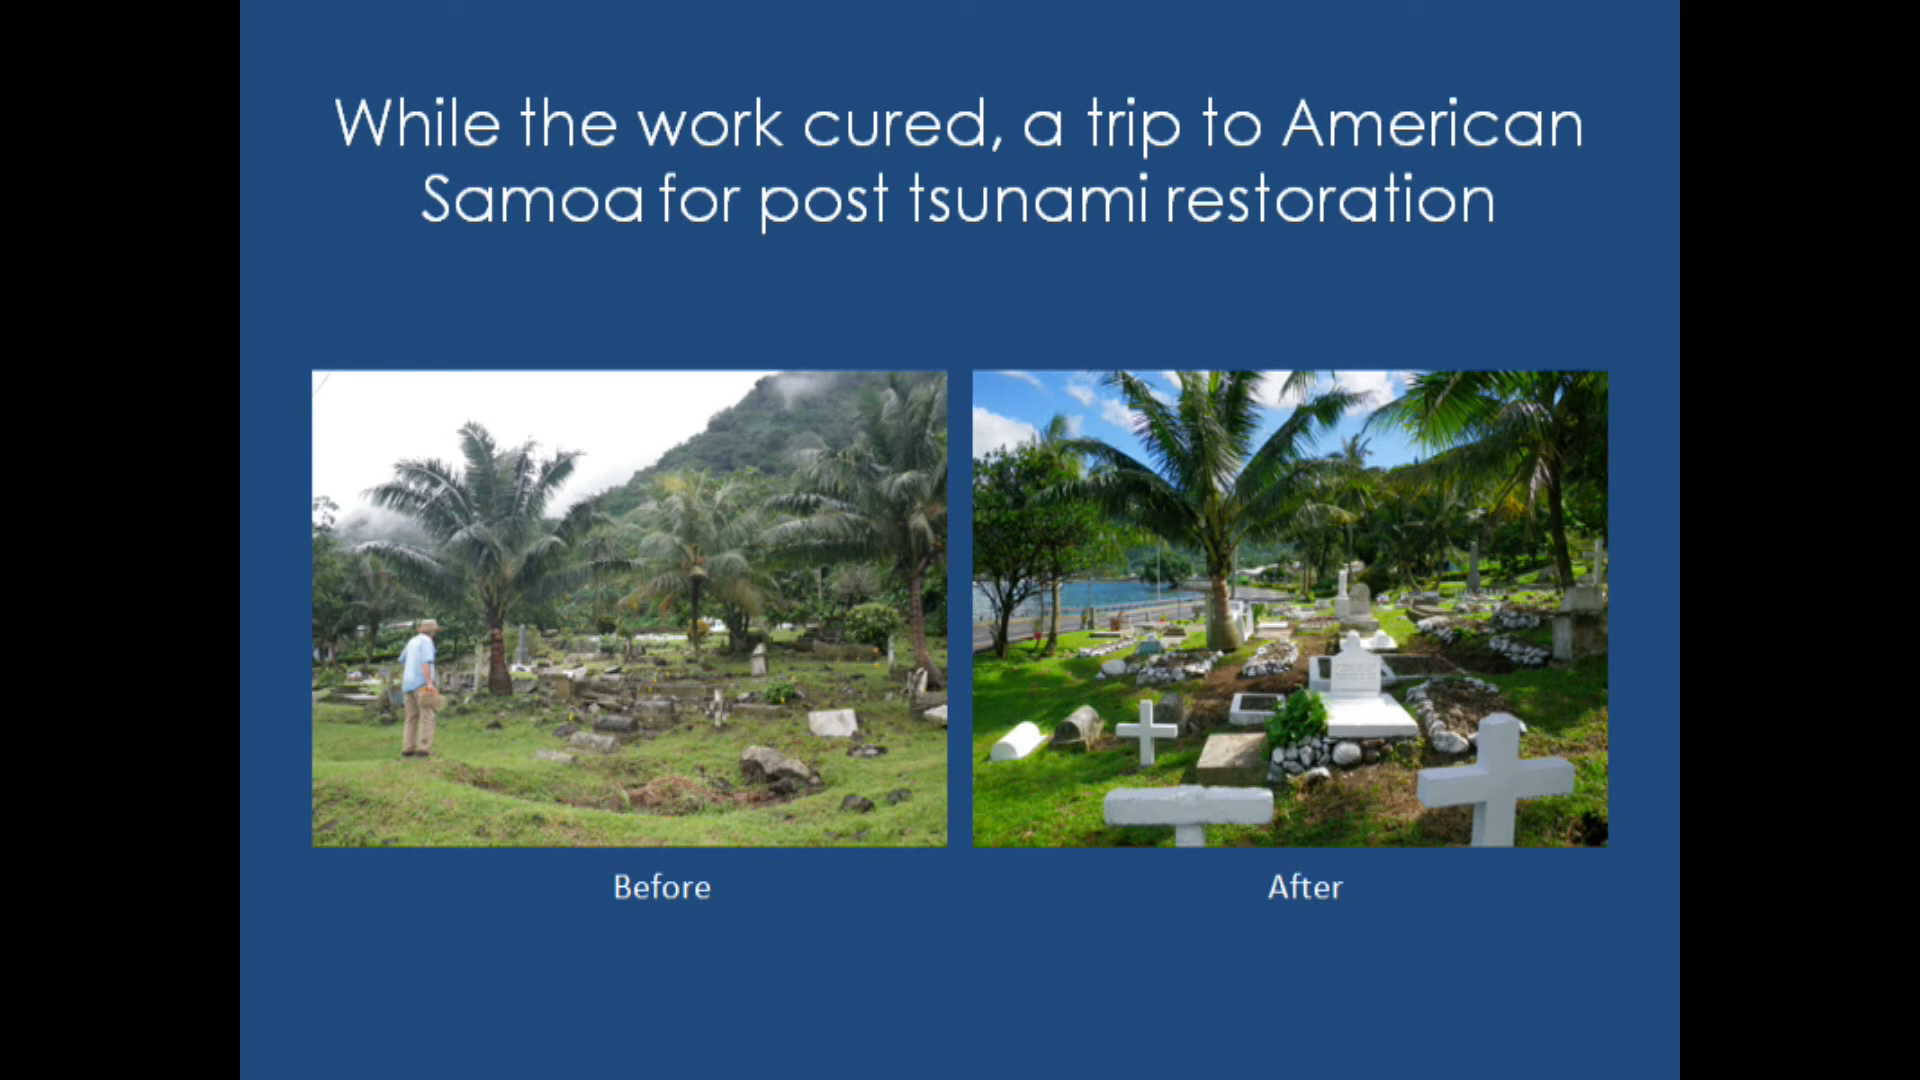 While the work cured, a trip to American
Samoa for post tsunami restoration
Before
After